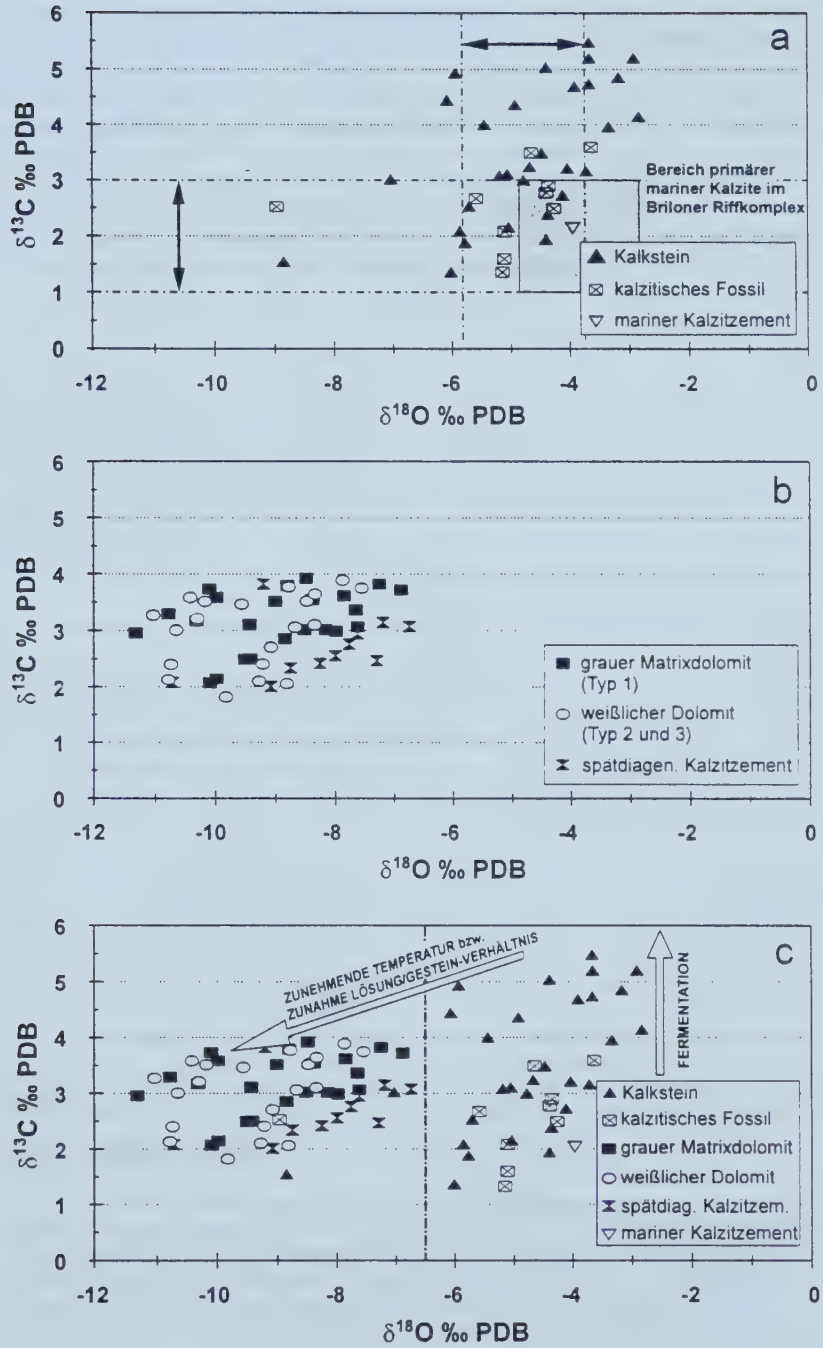 a
6
5
4
3
2
1
0
δ13C ‰ PDB
Bereich primärer
mariner Kalzite im
Briloner Riffkomplex
Kalkstein
kalzitisches Fossil
mariner Kalzitzement
-12
-10
-8
-6
-4
-2
0
δ18O ‰ PDB
b
6
5
4
3
2
1
0
δ13C ‰ PDB
grauer Matrixdolomit
(Typ 1)
weißlicher Dolomit
(Typ 2 und 3)
spätdiagen. Kalzitzement
-12
-10
-8
-6
-4
-2
0
δ18O ‰ PDB
c
6
5
4
3
2
1
0
δ13C ‰ PDB
ZUNEHMENDE TEMPERATUR bzw.
ZUNAHME LÖSUNG/GESTEIN-VERHÄLTNIS
FERMENTATION
Kalkstein
kalzitisches Fossil
grauer Matrixdolomit
weißlicher Dolomit
spätdiag. Kalzitzem.
mariner Kalzitzement
-12
-10
-8
-6
-4
-2
0
δ18O ‰ PDB